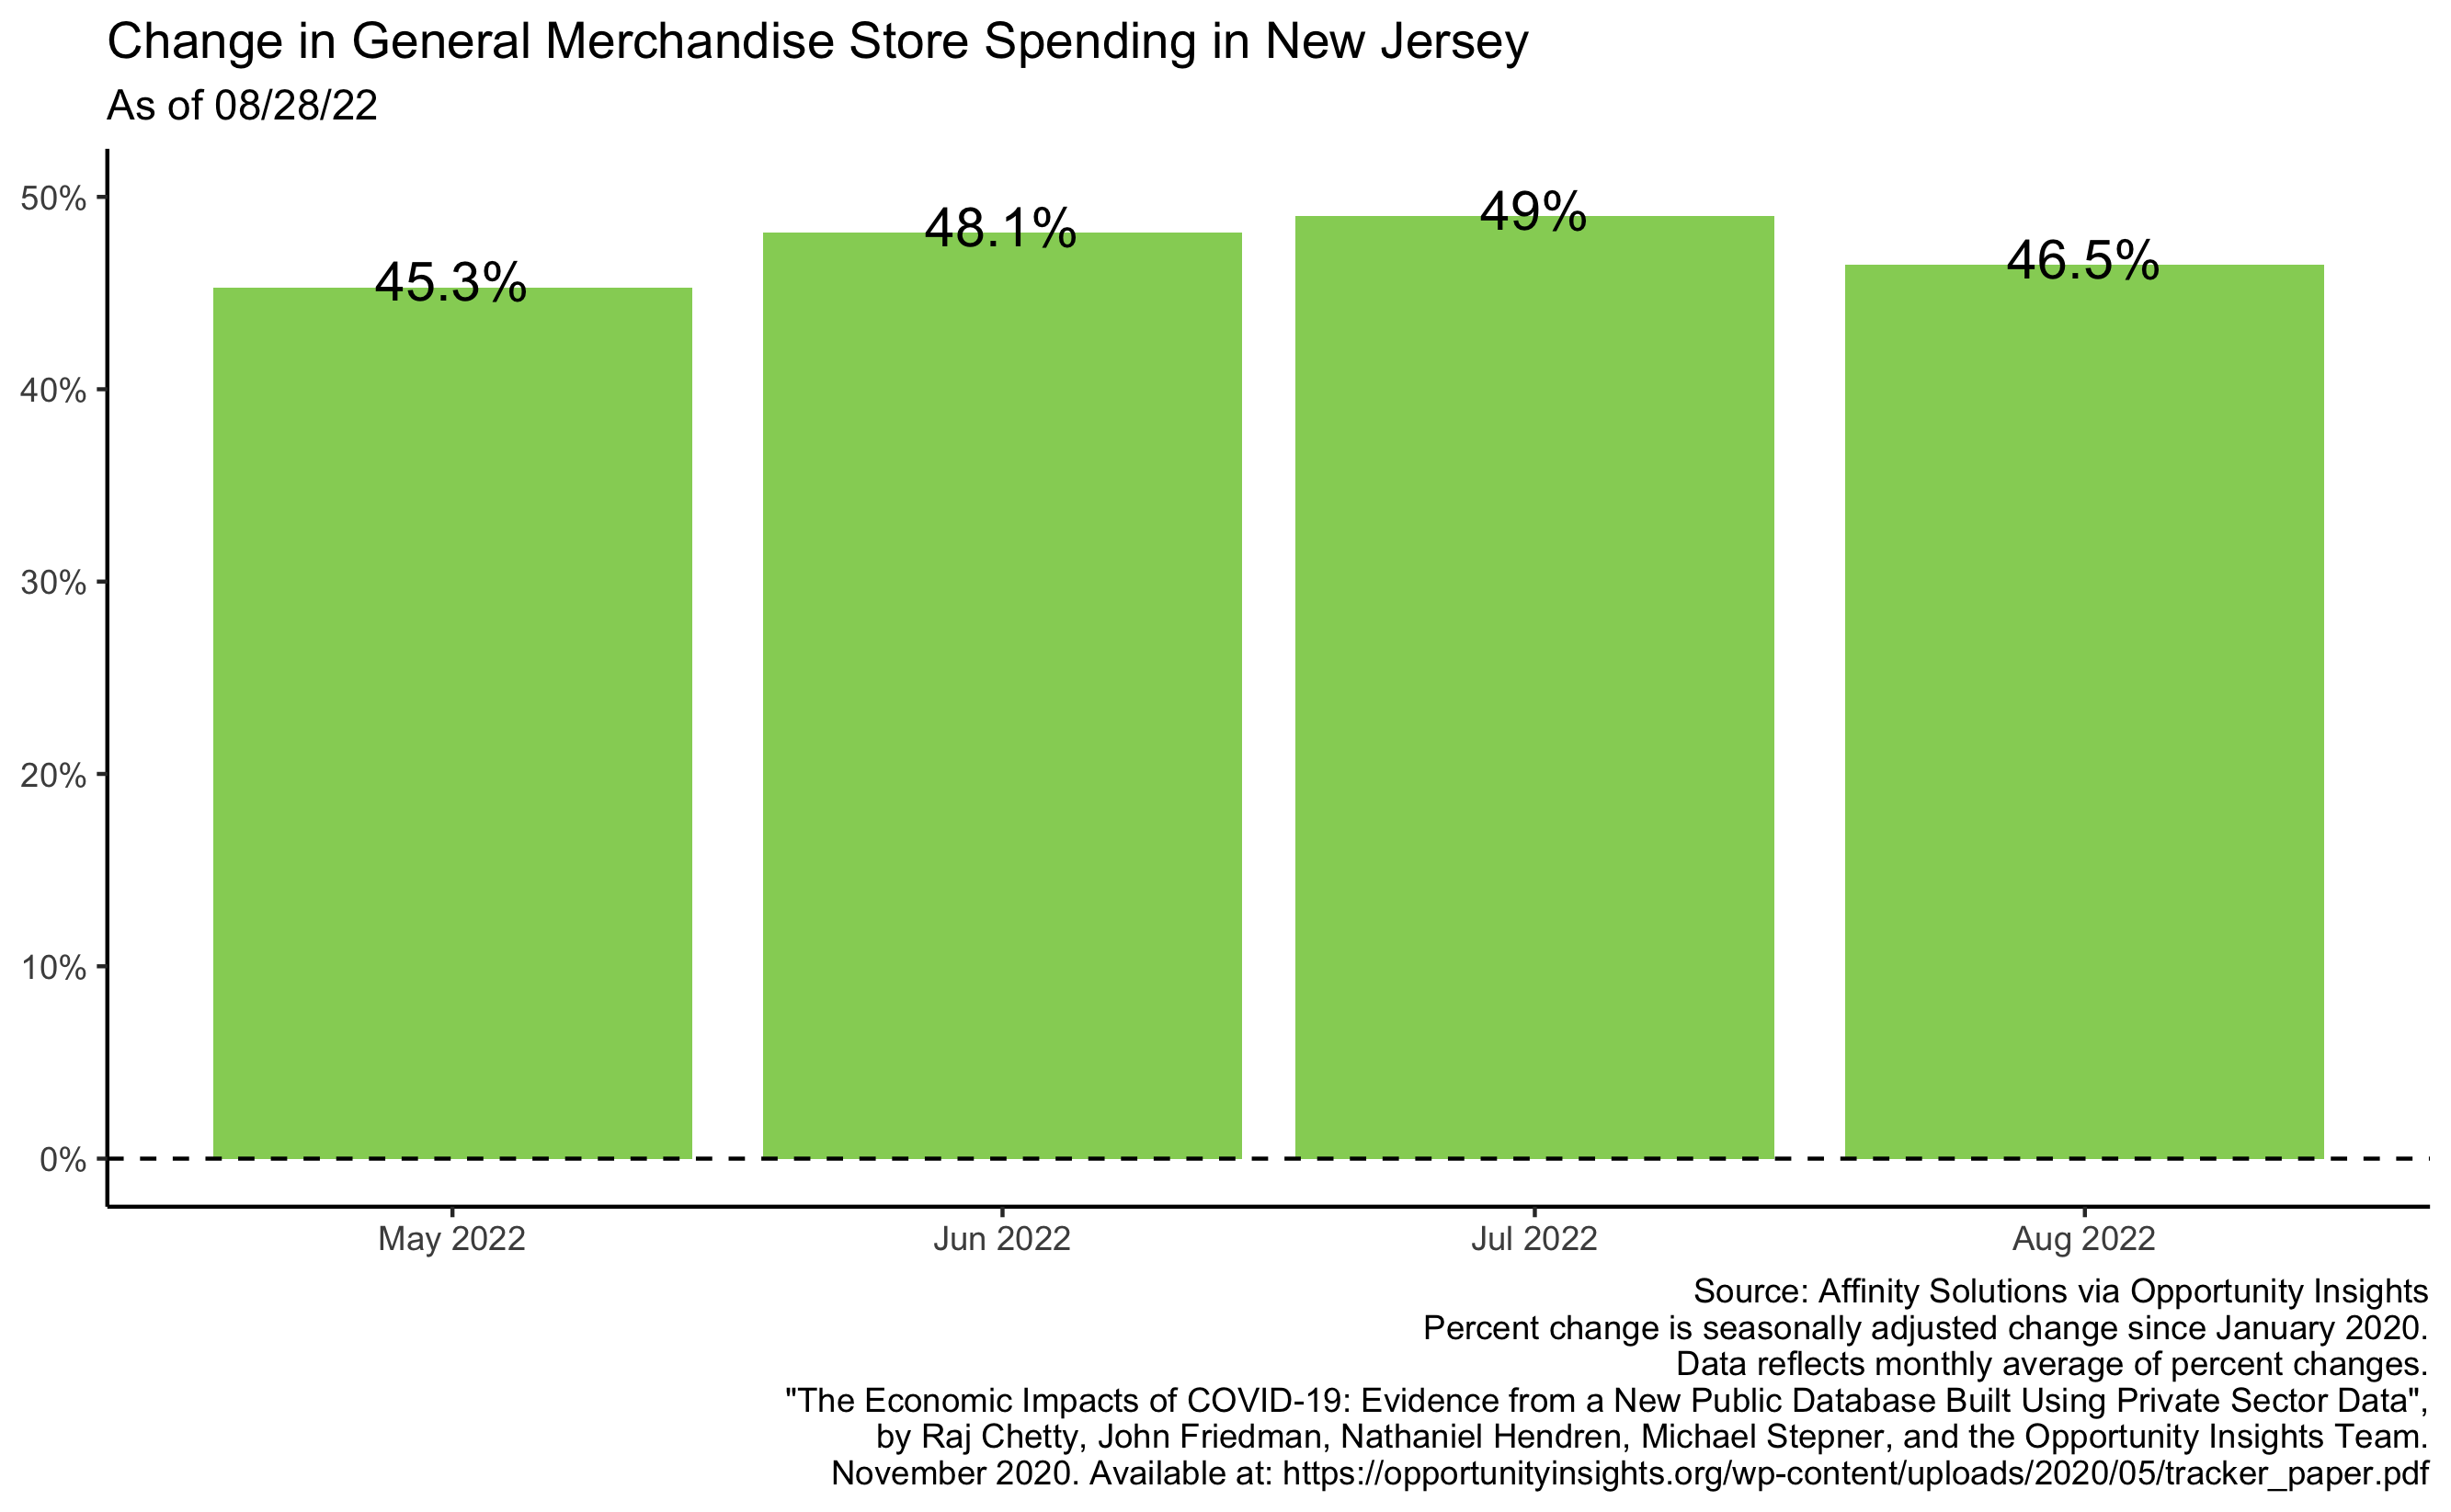 Change in General Merchandise Store Spending in New Jersey
As of 08/28/22
50%
40%
30%
20%
10%
0%
45.3%
48.1%
49%
46.5%
May 2022
Jun 2022
Jul 2022
Aug 2022
Source: Affinity Solutions via Opportunity Insights
Percent change is seasonally adjusted change since January 2020.
Data reflects monthly average of percent changes.
"The Economic Impacts of COVID-19: Evidence from a New Public Database Built Using Private Sector Data",
by Raj Chetty, John Friedman, Nathaniel Hendren, Michael Stepner, and the Opportunity Insights Team.
November 2020. Available at: https://opportunityinsights.org/wp-content/uploads/2020/05/tracker_paper.pdf